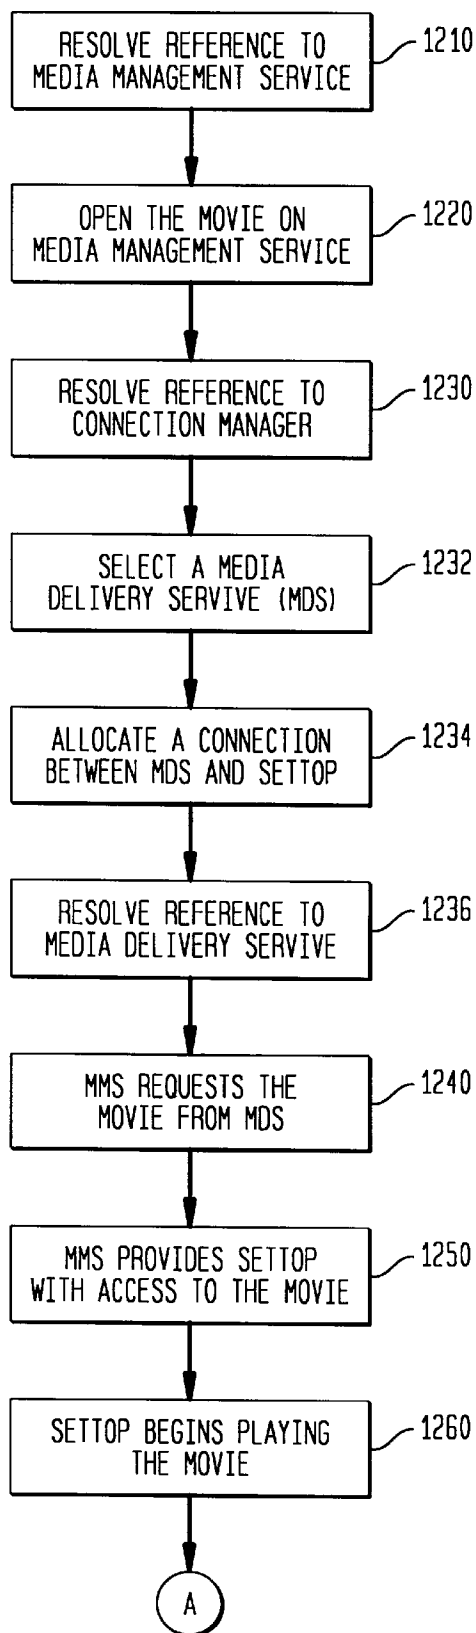 RESOLVE REFERENCE TO
MEDIA MANAGEMENT SERVICE
1210
OPEN THE MOVIE ON
MEDIA MANAGEMENT SERVICE
1220
RESOLVE REFERENCE TO
CONNECTION MANAGER
1230
SELECT A MEDIA
DELIVERY SERVIVE (MDS)
1232
ALLOCATE A CONNECTION
BETWEEN MDS AND SETTOP
1234
RESOLVE REFERENCE TO
MEDIA DELIVERY SERVIVE
1236
MMS REQUESTS THE
MOVIE FROM MDS
1240
MMS PROVIDES SETTOP
WITH ACCESS TO THE MOVIE
1250
SETTOP BEGINS PLAYING
THE MOVIE
1260
A